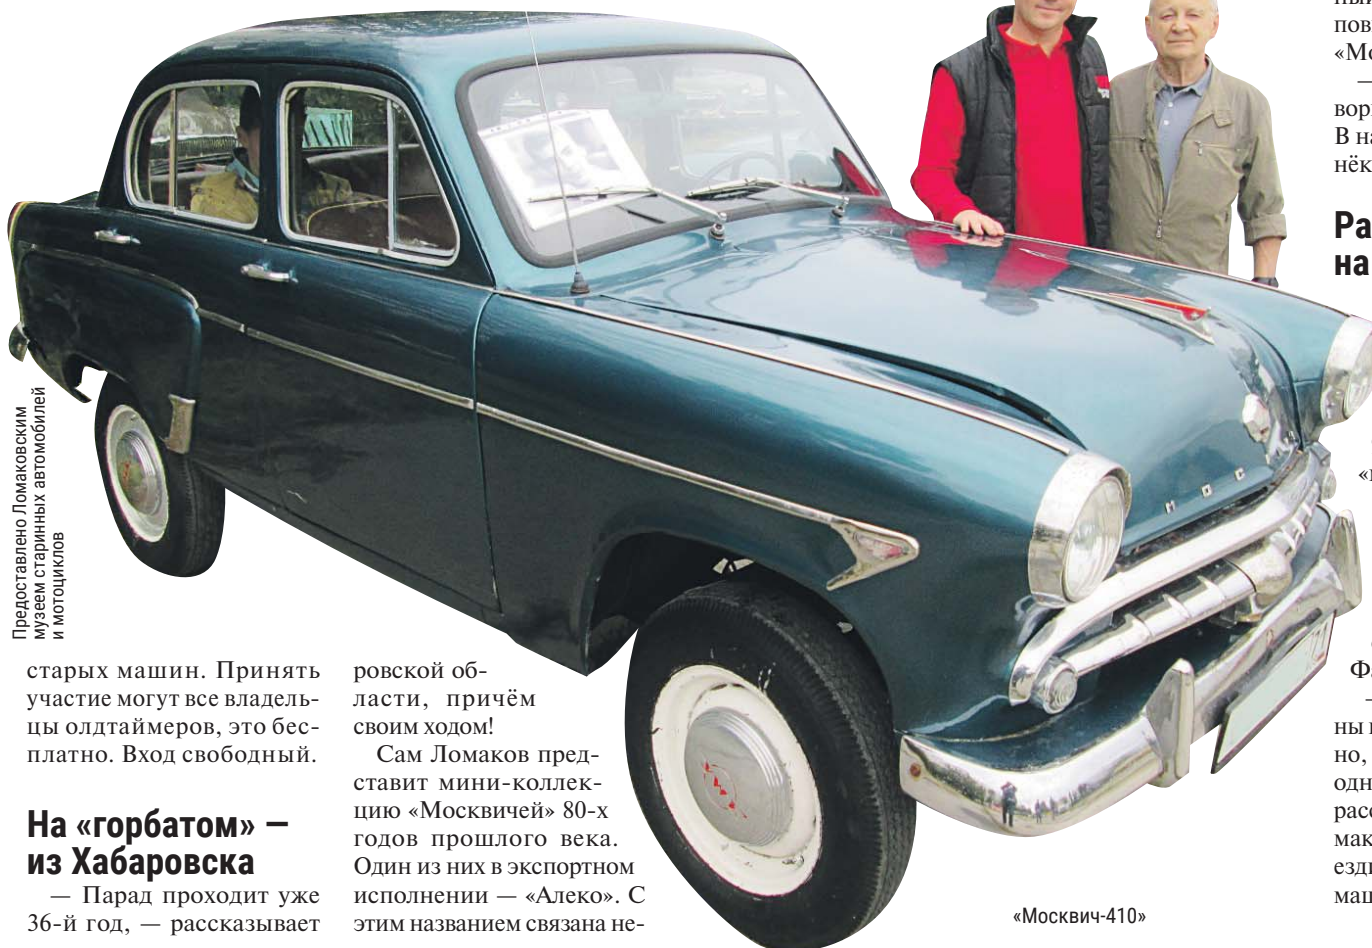 Предоставлено Ломаковским
музеем старинных автомобилей
и мотоциклов
старых машин. Принять
участие могут все владель-
цы олдтаймеров, это бес-
платно. Вход свободный.
На «горбатом» —
из Хабаровска
— Парад проходит уже
36-й год, — рассказывает
ровской об-
ласти, причём
своим ходом!
Сам Ломаков пред-
ставит мини-коллек-
цию «Москвичей» 80-х
годов прошлого века.
Один из них в экспортном
исполнении — «Алеко». С
этим названием связана не-
«Москвич-410»
пов
«Мо
—
вор
В на
нёк
Ра
на
Ф
—
ны
но,
одн
расс
мак
езд
маш